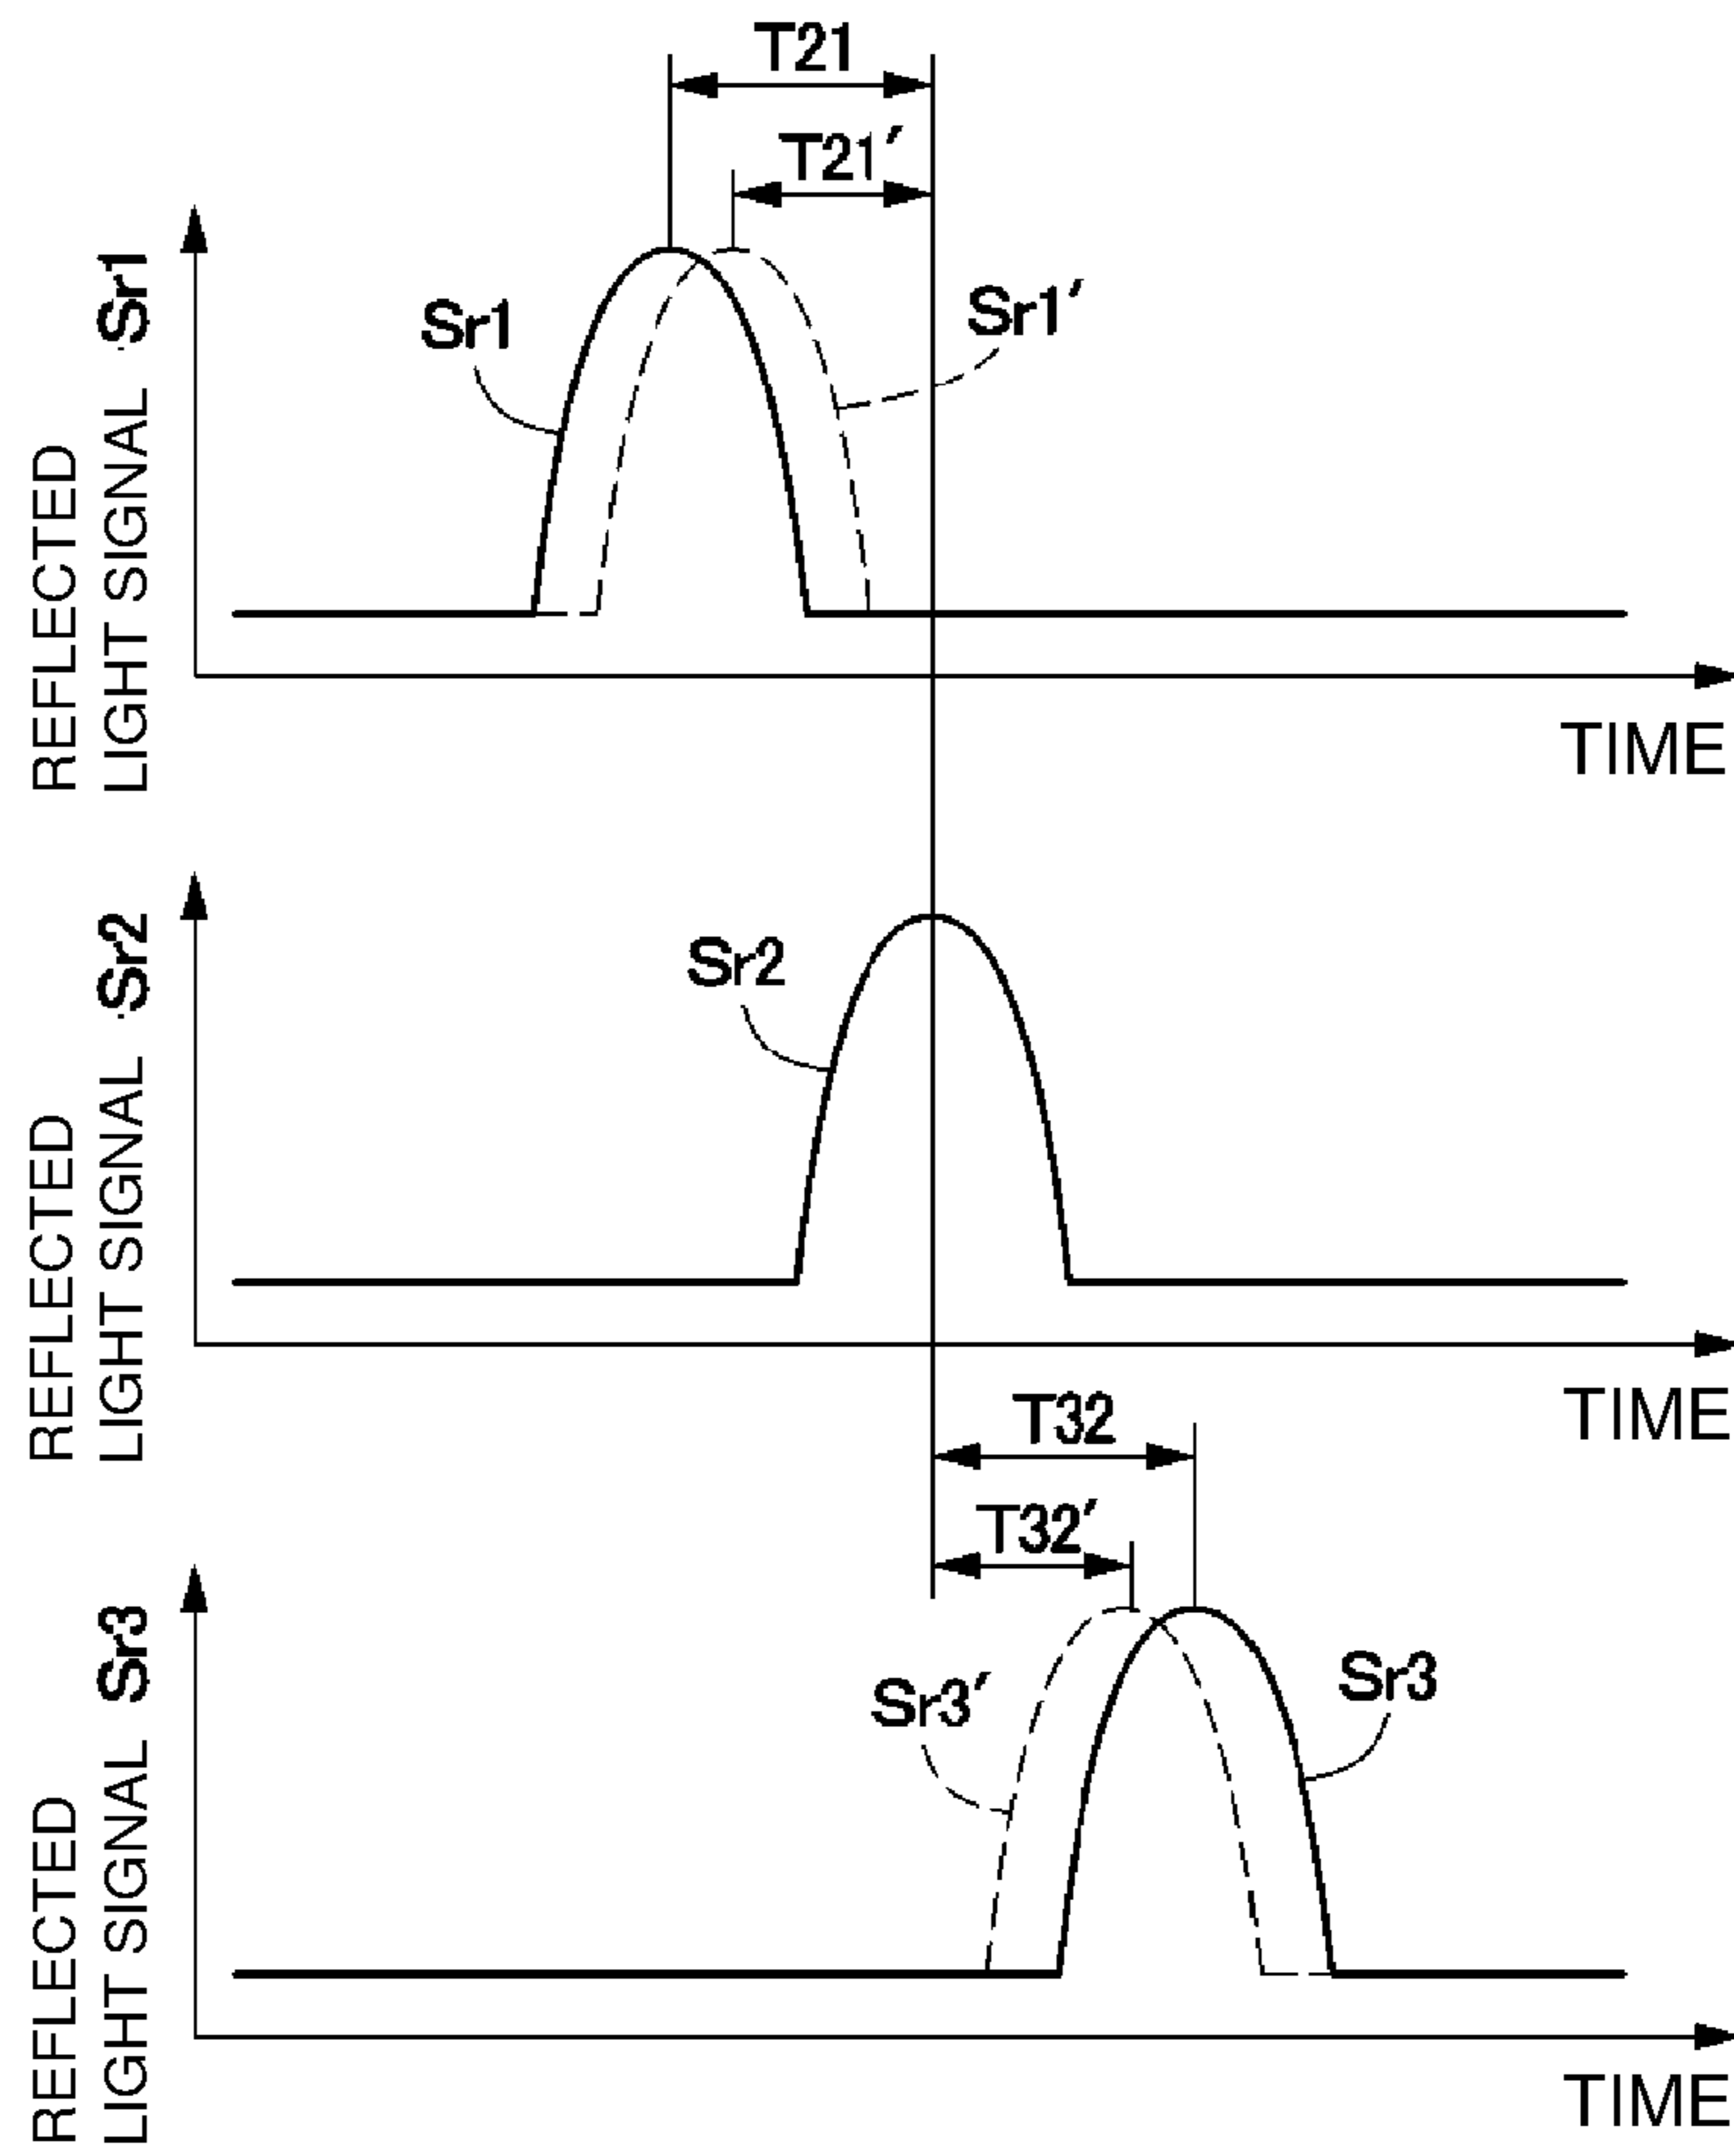 T21
T21′
Sr1
Sr1′
REFLECTED
LIGHT SIGNAL Sr1
TIME
Sr2
REFLECTED
LIGHT SIGNAL Sr2
TIME
T32
T32′
Sr3′
Sr3
REFLECTED
LIGHT SIGNAL Sr3
TIME